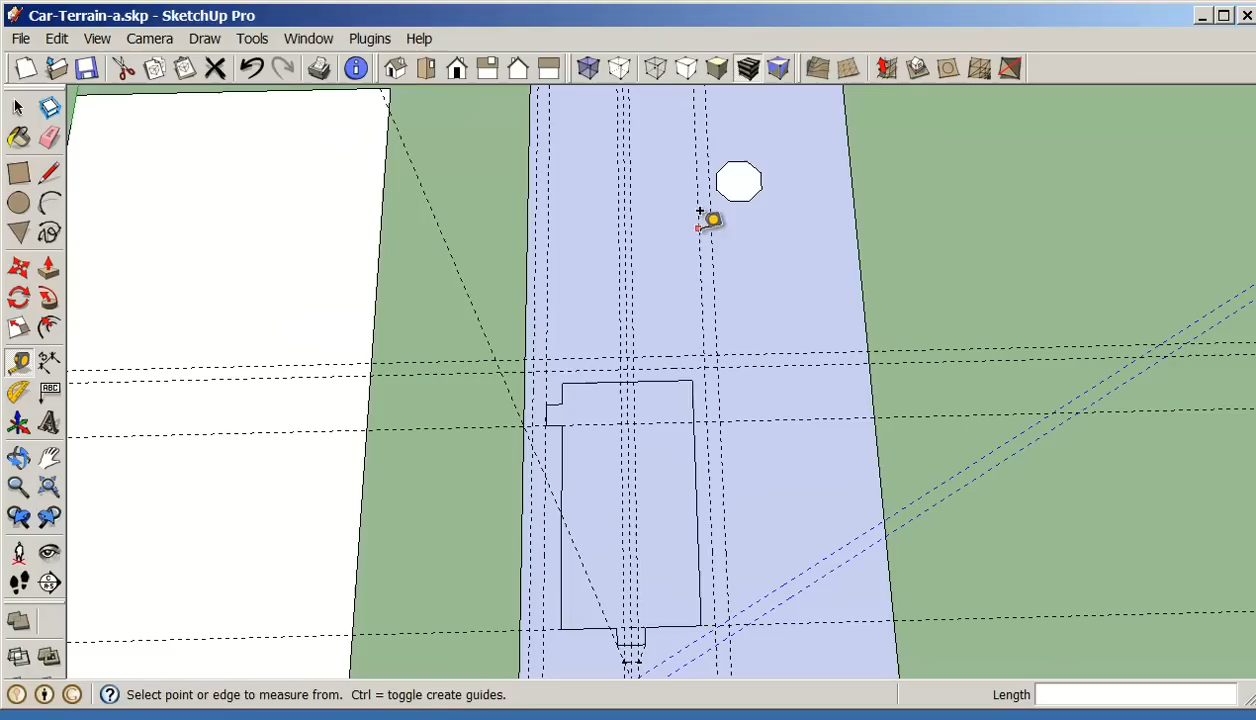 Car-Terrain-a.skp - SketchUp Pro
File Edit View Camera Draw Tools Window Plugins Help
ABC
Select point or edge to measure from. Ctrl = toggle create guides.
Length